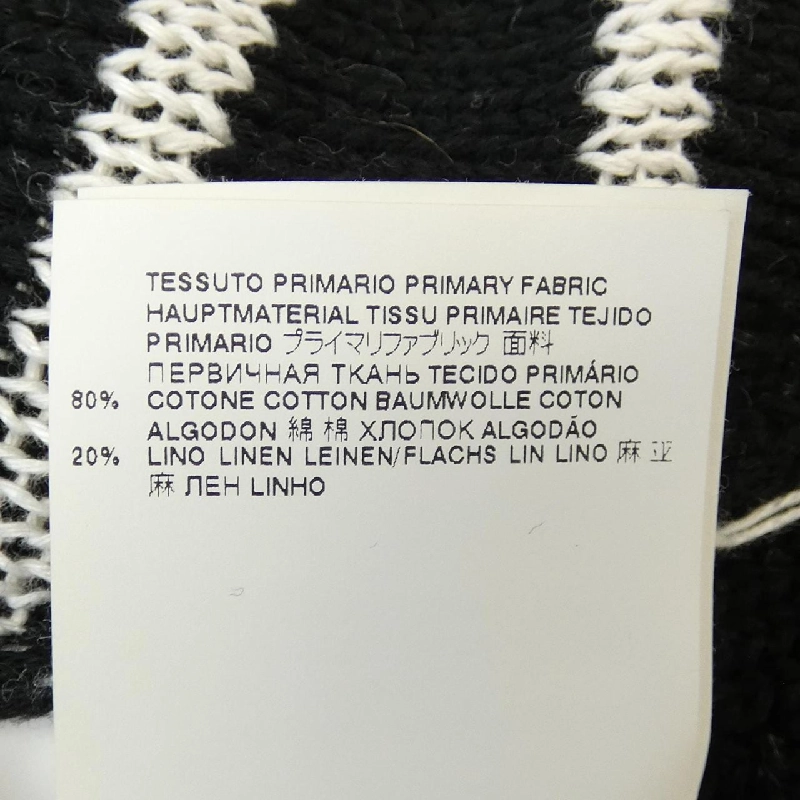 TESSUTO PRIMARIO PRIMARY FABRIC
HAUPTMATERIAL TISSU PRIMAIRE TEJIDO
PRIMARIO プライマリファブリック 面料
ПЕРВИЧНАЯ ТКАНЬ TECIDO PRIMÁRIO
80% COTONE COTTON BAUMWOLLE COTON
ALGODON 綿 棉 ХЛОПОК ALGODÃO
20% LINO LINEN LEINEN/FLACHS LIN LINO 麻 亚
麻 ЛЕН LINHO